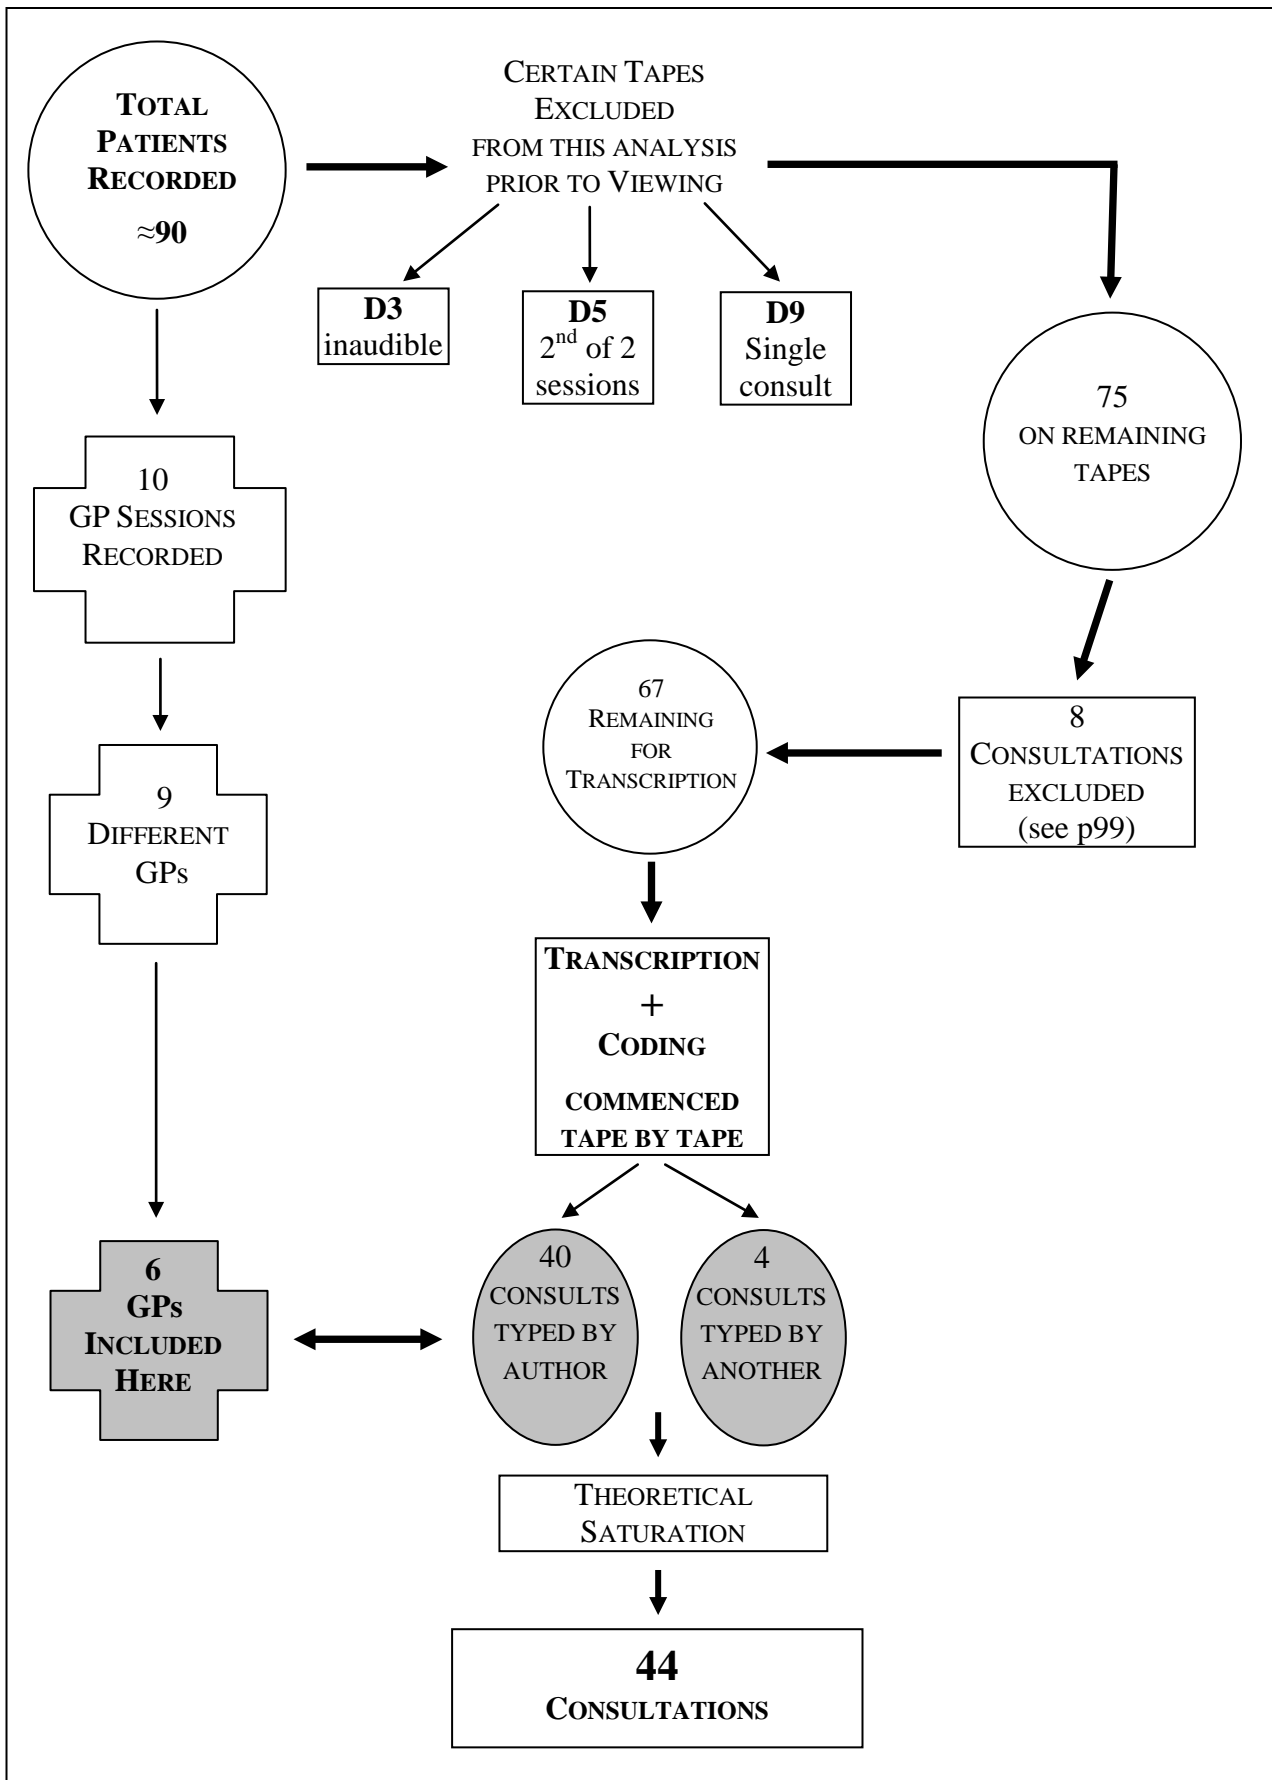 TOTAL
PATIENTS
RECORDED
≈90
CERTAIN TAPES
EXCLUDED
FROM THIS ANALYSIS
PRIOR TO VIEWING
D3
inaudible
D5
2nd of 2
sessions
D9
Single
consult
75
ON REMAINING
TAPES
10
GP SESSIONS
RECORDED
67
REMAINING
FOR
TRANSCRIPTION
8
CONSULTATIONS
EXCLUDED
(see p99)
9
DIFFERENT
GPs
TRANSCRIPTION
+
CODING
COMMENCED
TAPE BY TAPE
6
GPs
INCLUDED
HERE
40
CONSULTS
TYPED BY
AUTHOR
4
CONSULTS
TYPED BY
ANOTHER
THEORETICAL
SATURATION
44
CONSULTATIONS